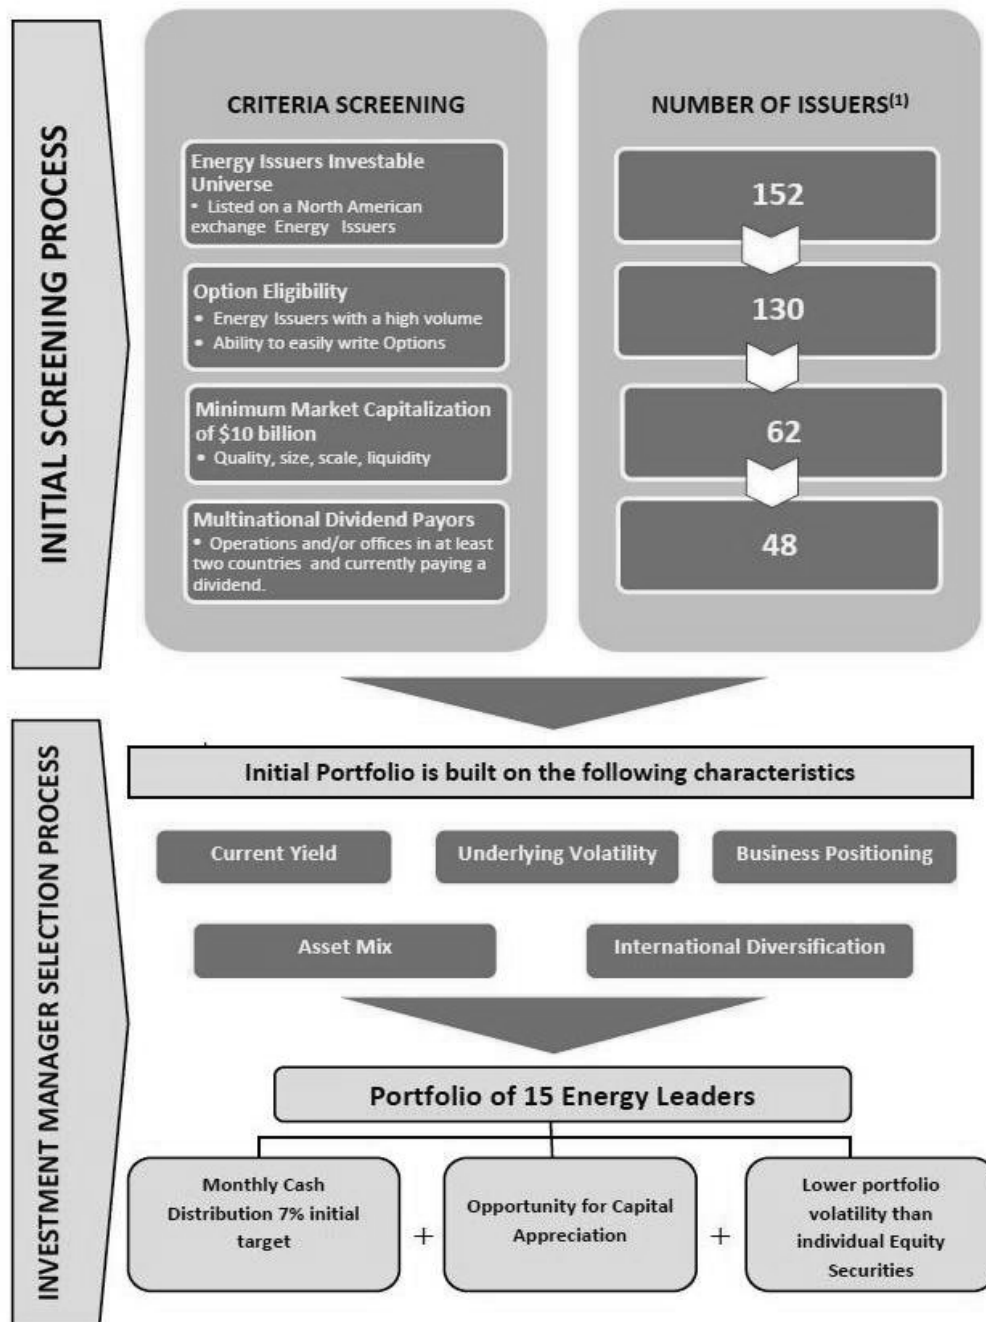 INITIAL SCREENING PROCESS
CRITERIA SCREENING
Energy Issuers Investable
Universe
• Listed on a North American
exchange Energy Issuers
Option Eligibility
• Energy Issuers with a high volume
• Ability to easily write Options
Minimum Market Capitalization
of $10 billion
• Quality, size, scale, liquidity
Multinational Dividend Payors
• Operations and/or offices in at least
two countries and currently paying a
dividend.
NUMBER OF ISSUERS(1)
152
130
62
48
INVESTMENT MANAGER SELECTION PROCESS
Initial Portfolio is built on the following characteristics
Current Yield
Underlying Volatility
Business Positioning
Asset Mix
International Diversification
Portfolio of 15 Energy Leaders
Monthly Cash
Distribution 7% initial
target
+
Opportunity for Capital
Appreciation
+
Lower portfolio
volatility than
individual Equity
Securities